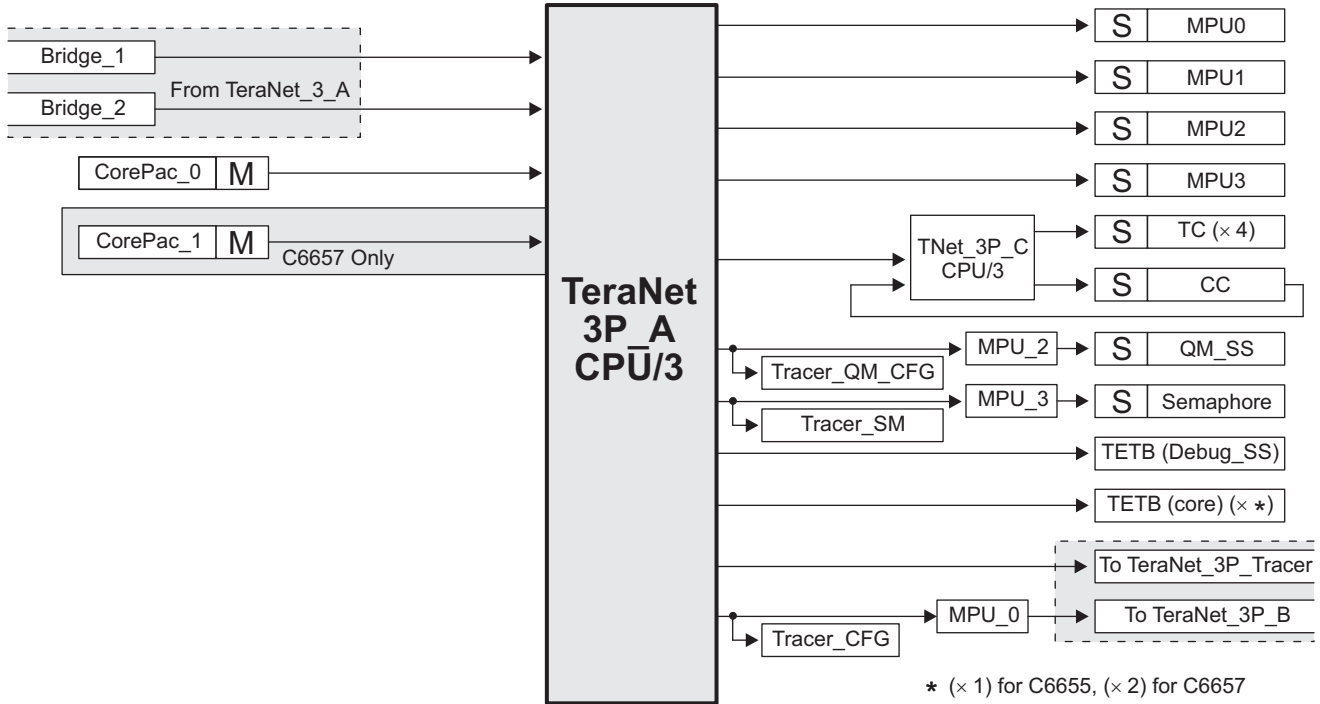 Bridge_1
From TeraNet_3_A
Bridge_2
CorePac_0 M
CorePac_1 M
C6657 Only
TeraNet
3P_A
CPU/3
S MPU0
S MPU1
S MPU2
S MPU3
TNet_3P_C
CPU/3
S TC (× 4)
S CC
MPU_2
S QM_SS
Tracer_QM_CFG
MPU_3
S Semaphore
Tracer_SM
TETB (Debug_SS)
TETB (core) (× *)
To TeraNet_3P_Tracer
MPU_0
To TeraNet_3P_B
Tracer_CFG
* (× 1) for C6655, (× 2) for C6657